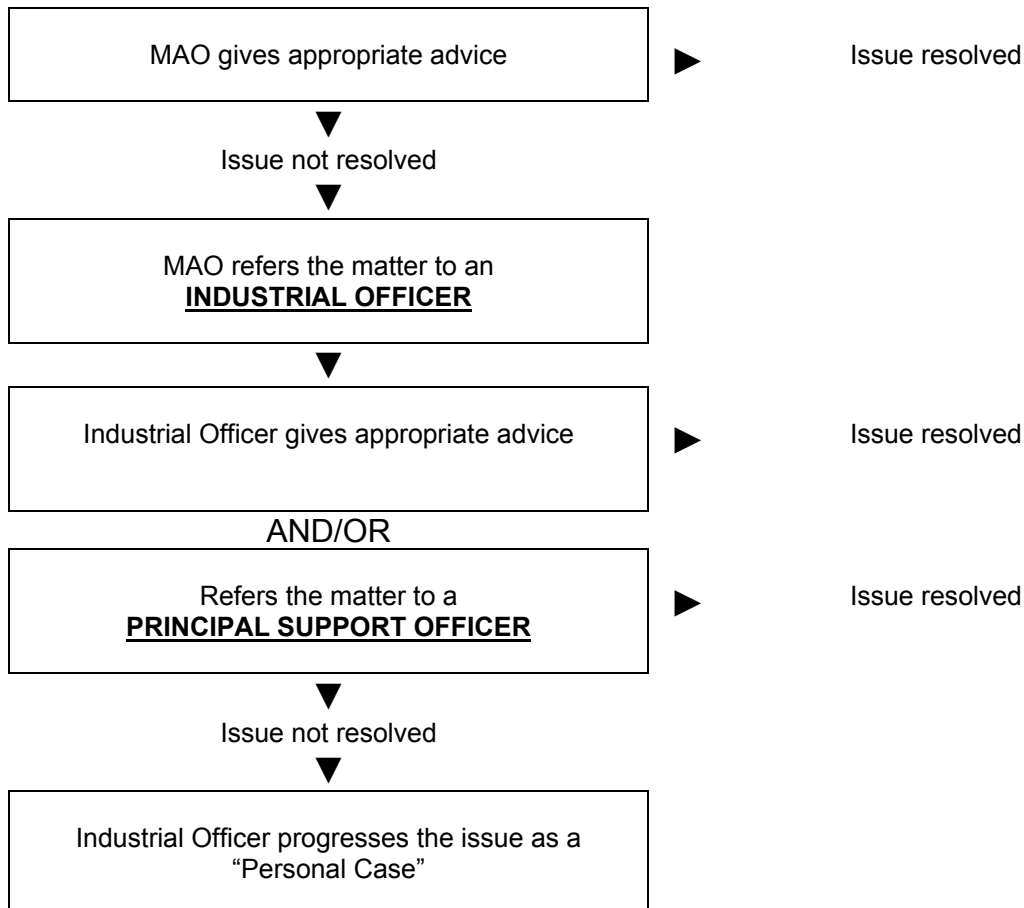 MAO gives appropriate advice
Issue resolved
Issue not resolved
MAO refers the matter to an
INDUSTRIAL OFFICER
Industrial Officer gives appropriate advice
Issue resolved
AND/OR
Refers the matter to a
PRINCIPAL SUPPORT OFFICER
Issue resolved
Issue not resolved
Industrial Officer progresses the issue as a
“Personal Case”